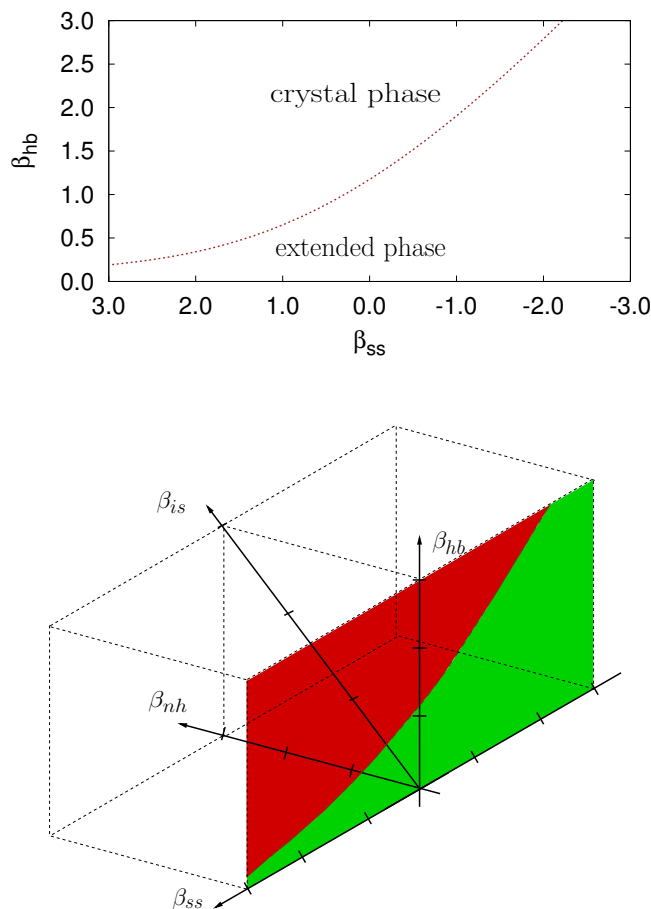 3.0
2.5
2.0
1.5
1.0
0.5
0.0
β_hb
crystal phase
extended phase
3.0 2.0 1.0 0.0 -1.0 -2.0 -3.0
β_ss
β_is
β_hb
β_nh
β_ss